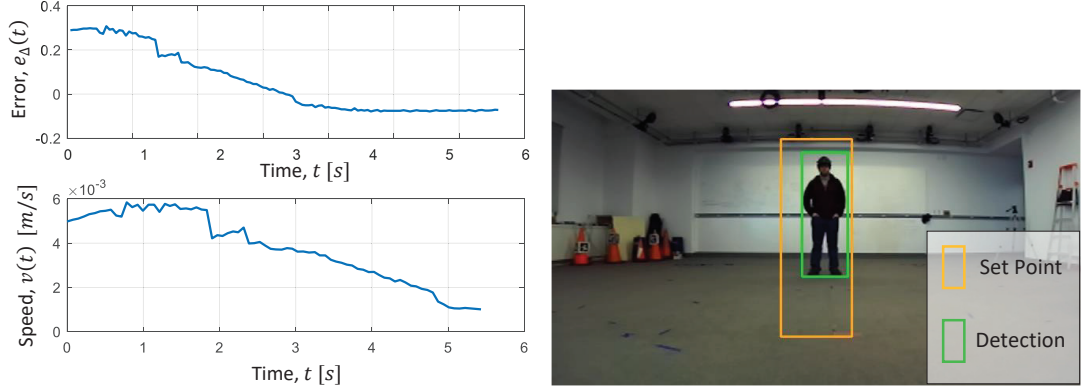 0.4
0.2
0
-0.2
Error, e_Δ(t)
0 1 2 3 4 5 6
Time, t [s]
×10⁻³
6
4
2
0
Speed, v(t) [m/s]
0 1 2 3 4 5 6
Time, t [s]
Set Point
Detection